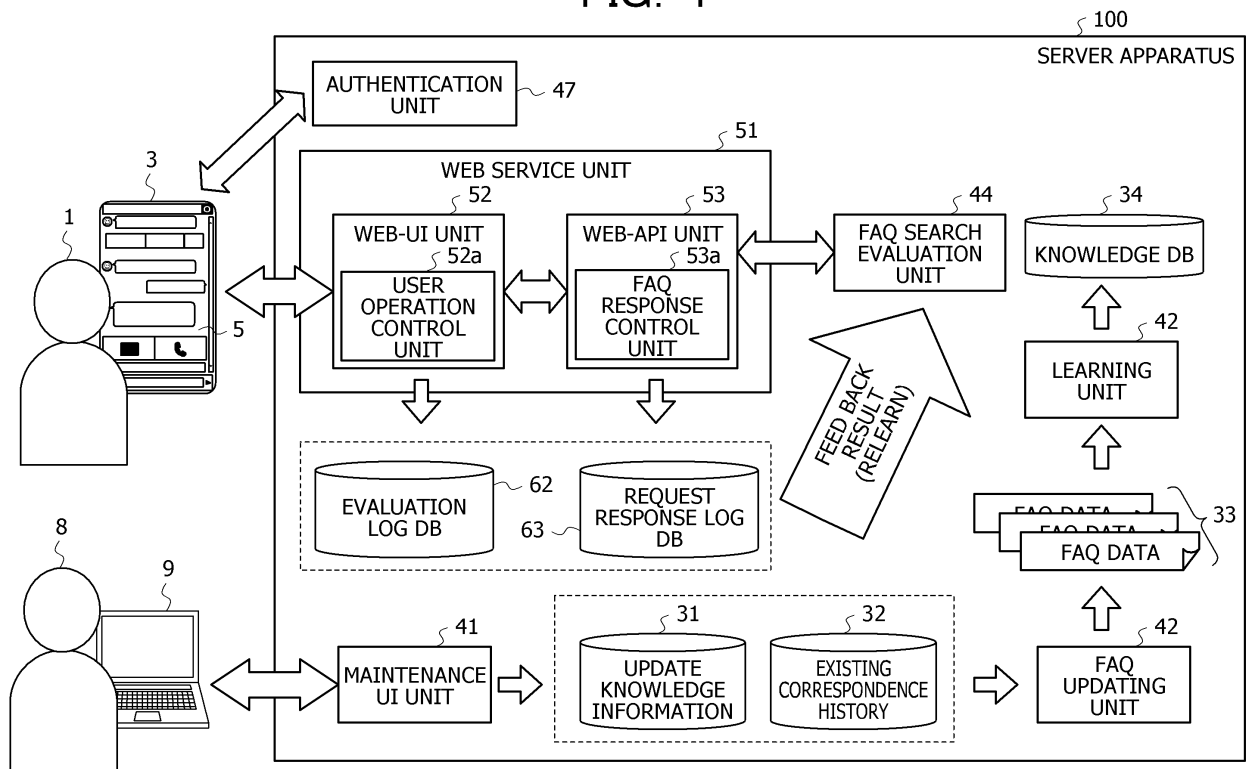 100
SERVER APPARATUS
AUTHENTICATION
UNIT
47
51
WEB SERVICE UNIT
3
1
5
52
WEB-UI UNIT
52a
USER
OPERATION
CONTROL
UNIT
53
WEB-API UNIT
53a
FAQ
RESPONSE
CONTROL
UNIT
44
FAQ SEARCH
EVALUATION
UNIT
34
KNOWLEDGE DB
42
LEARNING
UNIT
FEED BACK
RESULT
(RELEARN)
EVALUATION
LOG DB
62
REQUEST
RESPONSE LOG
DB
63
FAQ DATA
FAQ DATA
FAQ DATA
33
8
9
41
MAINTENANCE
UI UNIT
31
UPDATE
KNOWLEDGE
INFORMATION
32
EXISTING
CORRESPONDENCE
HISTORY
42
FAQ
UPDATING
UNIT